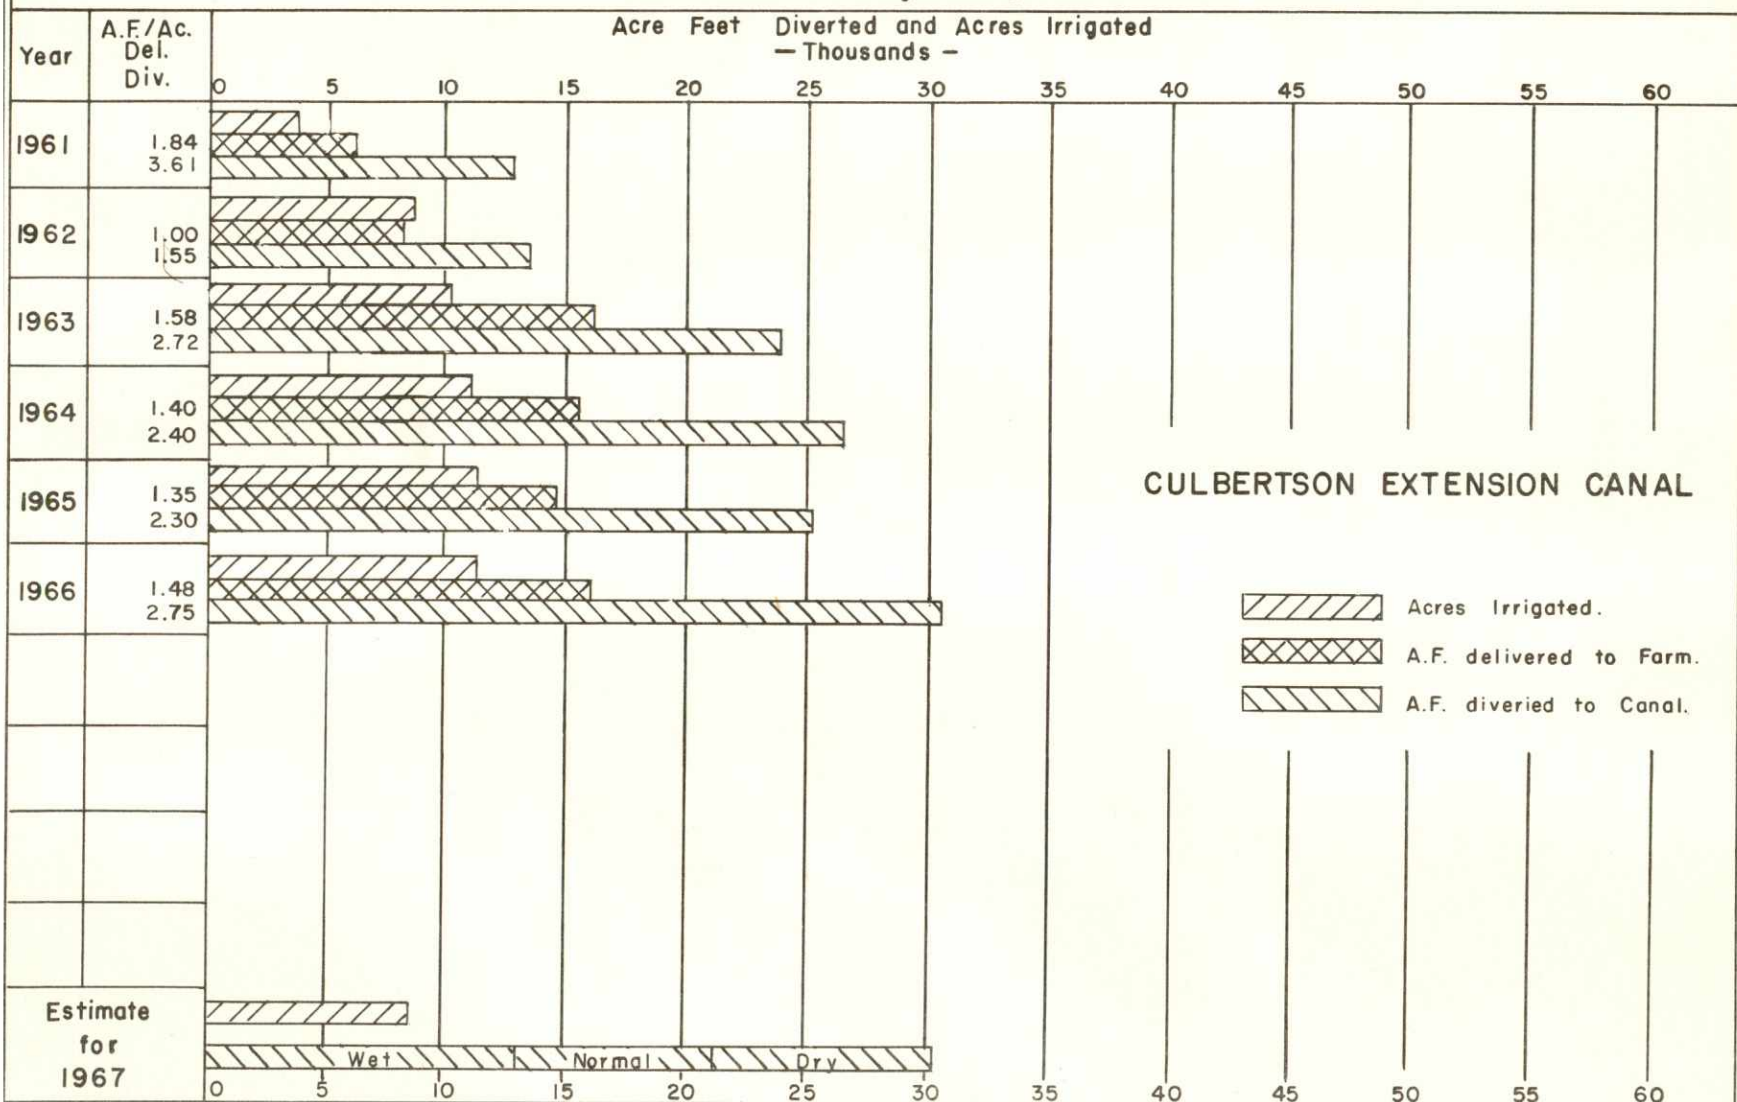 Acre Feet Diverted and Acres Irrigated
— Thousands —
Year
A.F./Ac.
Del.
Div.
0 5 10 15 20 25 30 35 40 45 50 55 60
1961
1.84
3.61
1962
1.00
1.55
1963
1.58
2.72
1964
1.40
2.40
1965
1.35
2.30
1966
1.48
2.75
CULBERTSON EXTENSION CANAL
Acres Irrigated.
A.F. delivered to Farm.
A.F. diveried to Canal.
Estimate
for
1967
Wet Normal Dry
0 5 10 15 20 25 30 35 40 45 50 55 60